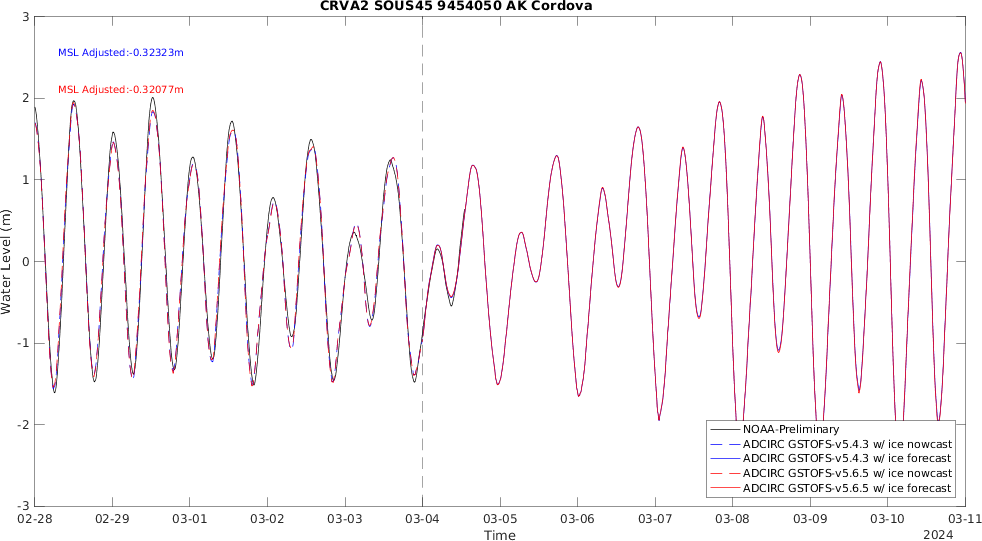 CRVA2 SOUS45 9454050 AK Cordova
MSL Adjusted:-0.32323m
MSL Adjusted:-0.32077m
Water Level (m)
3
2
1
0
-1
-2
-3
NOAA-Preliminary
ADCIRC GSTOFS-v5.4.3 w/ ice nowcast
ADCIRC GSTOFS-v5.4.3 w/ ice forecast
ADCIRC GSTOFS-v5.6.5 w/ ice nowcast
ADCIRC GSTOFS-v5.6.5 w/ ice forecast
02-28 02-29 03-01 03-02 03-03 03-04 03-05 03-06 03-07 03-08 03-09 03-10 03-11
Time
2024